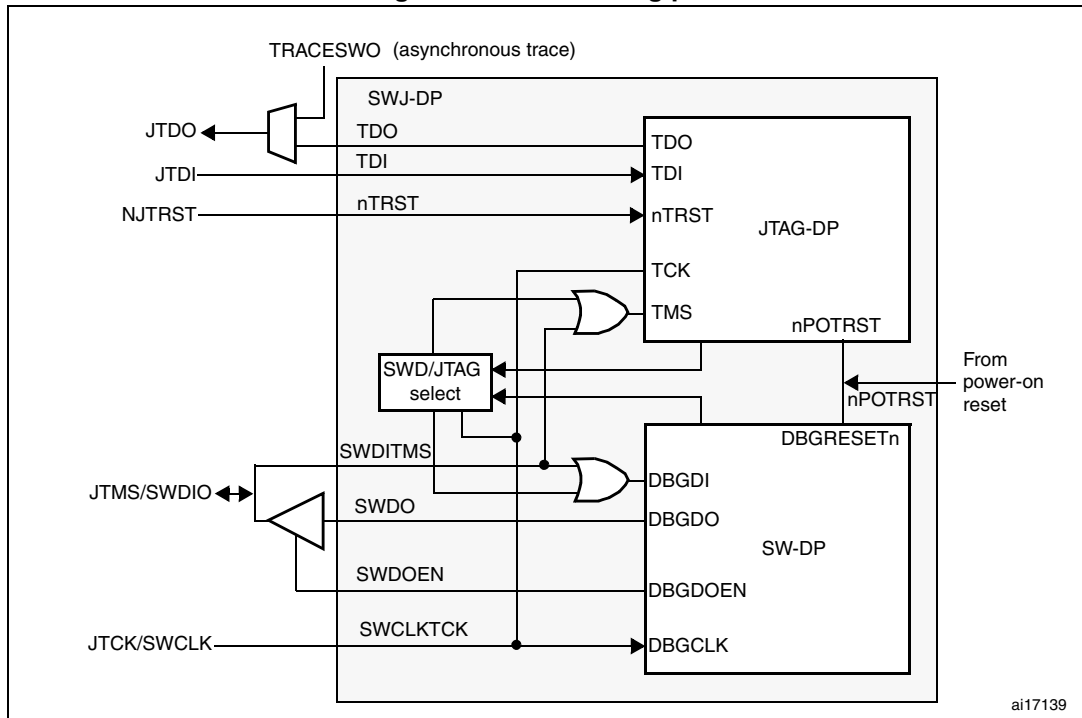 TRACESWO (asynchronous trace)
SWJ-DP
JTDO
TDO
TDO
JTDI
TDI
TDI
NJTRST
nTRST
nTRST
JTAG-DP
TCK
TMS
nPOTRST
SWD/JTAG
select
From
power-on
reset
nPOTRST
DBGRESETn
SWDITMS
DBGDI
JTMS/SWDIO
SWDO
DBGDO
SW-DP
SWDOEN
DBGDOEN
JTCK/SWCLK
SWCLKTCK
DBGCLK
ai17139